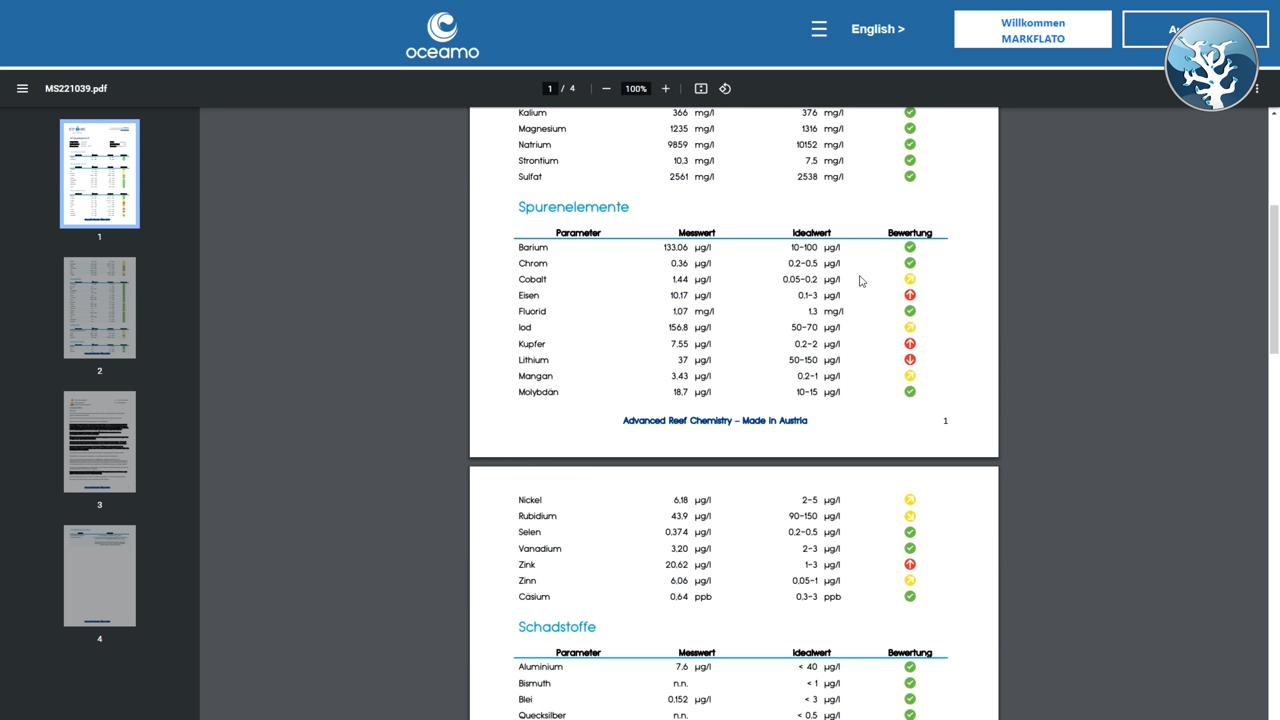 oceamo
English >
Willkommen
MARKFLATO
MS221039.pdf
1 / 4
100%
Kalium 366 mg/l 376 mg/l
Magnesium 1235 mg/l 1316 mg/l
Natrium 9859 mg/l 10152 mg/l
Strontium 10,3 mg/l 7,5 mg/l
Sulfat 2561 mg/l 2538 mg/l
Spurenelemente
Parameter Messwert Idealwert Bewertung
Barium 133,06 µg/l 10-100 µg/l
Chrom 0,36 µg/l 0,2-0,5 µg/l
Cobalt 1,44 µg/l 0,05-0,2 µg/l
Eisen 10,17 µg/l 0,1-3 µg/l
Fluorid 1,07 mg/l 1,3 mg/l
Iod 156,8 µg/l 50-70 µg/l
Kupfer 7,55 µg/l 0,2-2 µg/l
Lithium 37 µg/l 50-150 µg/l
Mangan 3,43 µg/l 0,2-1 µg/l
Molybdän 18,7 µg/l 10-15 µg/l
Advanced Reef Chemistry – Made in Austria 1
Nickel 6,18 µg/l 2-5 µg/l
Rubidium 43,9 µg/l 90-150 µg/l
Selen 0,374 µg/l 0,2-0,5 µg/l
Vanadium 3,20 µg/l 2-3 µg/l
Zink 20,62 µg/l 1-3 µg/l
Zinn 6,06 µg/l 0,05-1 µg/l
Cäsium 0,64 ppb 0,3-3 ppb
Schadstoffe
Parameter Messwert Idealwert Bewertung
Aluminium 7,6 µg/l < 40 µg/l
Bismuth n.n. < 1 µg/l
Blei 0,152 µg/l < 3 µg/l
Quecksilber n.n. < 0,5 µg/l
1
2
3
4